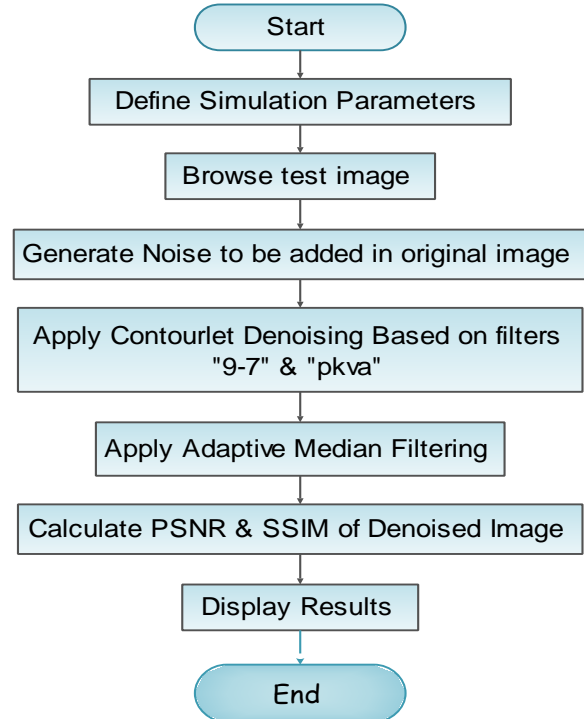 Start
Define Simulation Parameters
Browse test image
Generate Noise to be added in original image
Apply Contourlet Denoising Based on filters
"9-7" & "pkva"
Apply Adaptive Median Filtering
Calculate PSNR & SSIM of Denoised Image
Display Results
End